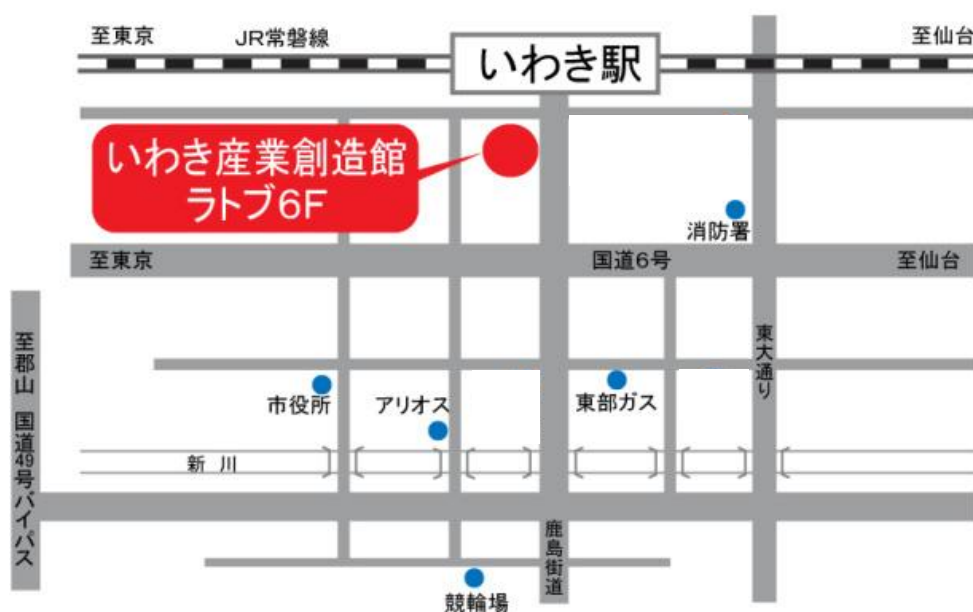 至東京
JR常磐線
至仙台
いわき駅
いわき産業創造館
ラトブ6F
消防署
至東京
国道6号
至仙台
至郡山 国道49号バイパス
東大通り
市役所
アリオス
東部ガス
新川
鹿島街道
競輪場